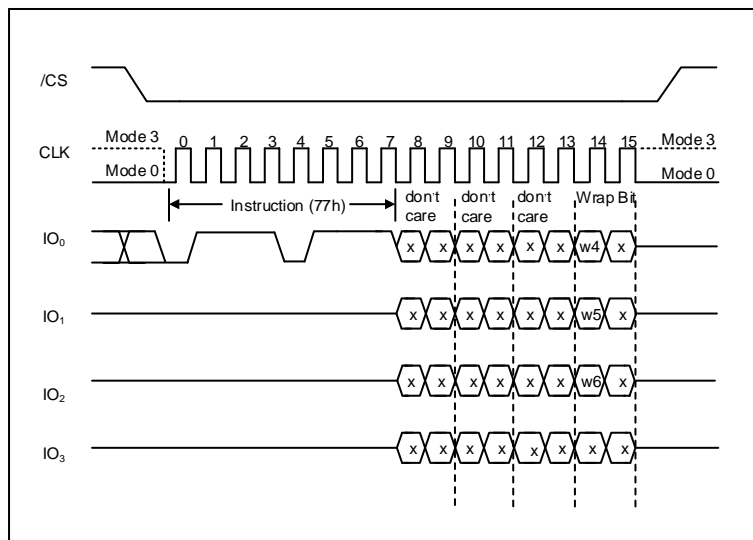 /CS
Mode 3 0 1 2 3 4 5 6 7 8 9 10 11 12 13 14 15 Mode 3
CLK
Mode 0 Mode 0
Instruction (77h) don't care don't care don't care Wrap Bit
IO0 x x x x x x w4 x
IO1 x x x x x x w5 x
IO2 x x x x x x w6 x
IO3 x x x x x x x x